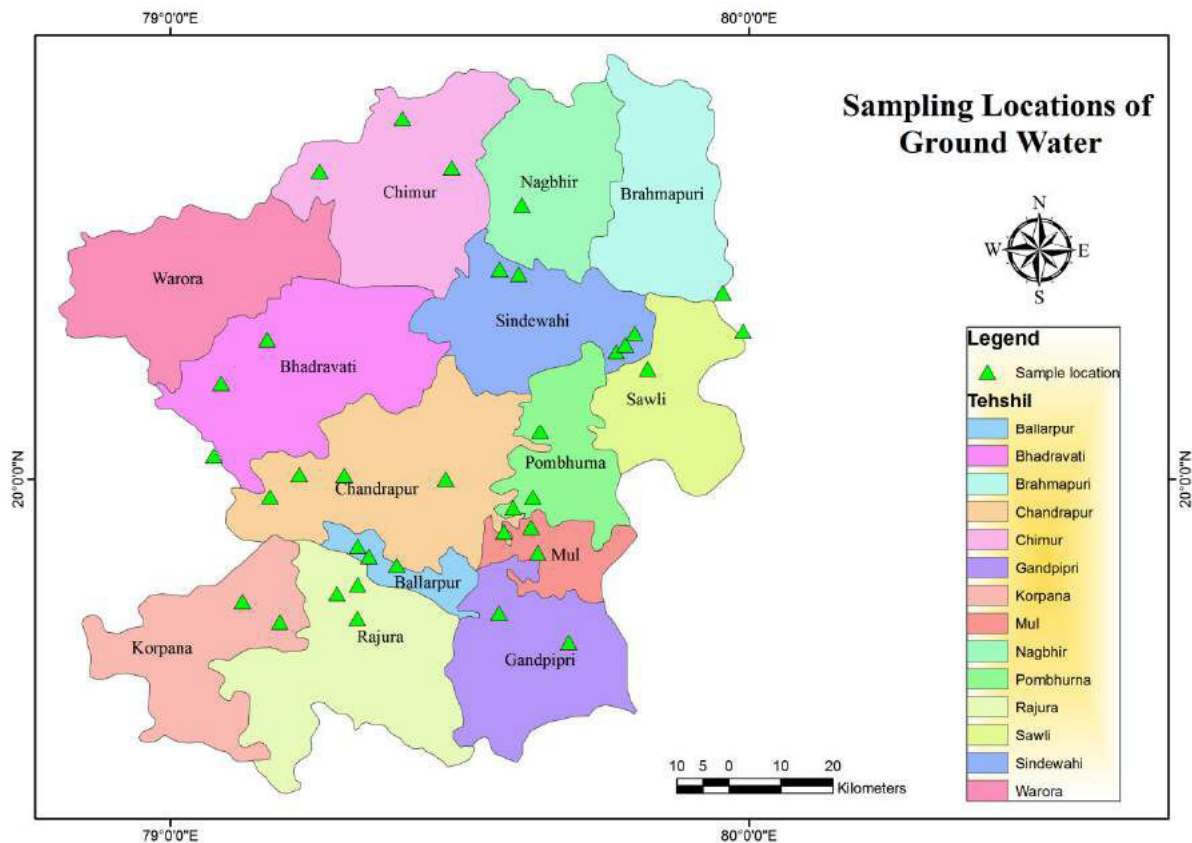 79°0'0"E
80°0'0"E
Sampling Locations of
Ground Water
Nagbhir
Chimur
Brahmapuri
N
W
E
S
Warora
Sindewahi
Bhadravati
Sawli
Pombhurna
20°0'0"N
20°0'0"N
Chandrapur
Mul
Ballarpur
Rajura
Korpana
Gandpipri
Legend
Sample location
Tehshil
Ballarpur
Bhadravati
Brahmapuri
Chandrapur
Chimur
Gandpipri
Korpana
Mul
Nagbhir
Pombhurna
Rajura
Sawli
Sindewahi
Warora
10 5 0 10 20
Kilometers
79°0'0"E
80°0'0"E